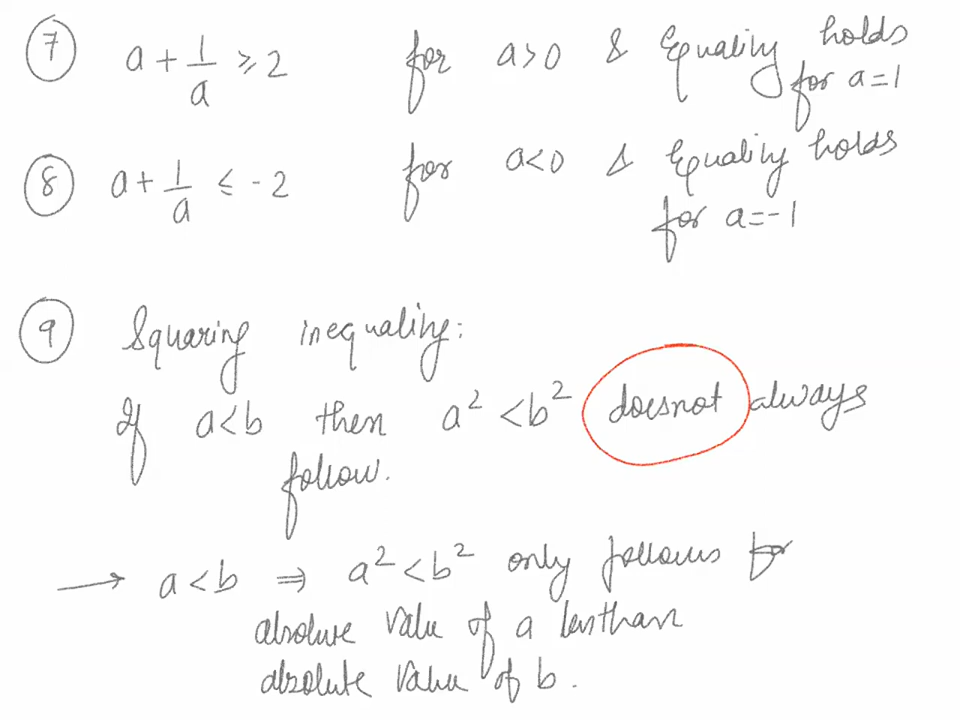 7 a + 1/a ≥ 2 for a > 0 & Equality holds
for a = 1
8 a + 1/a ≤ -2 for a < 0 & Equality holds
for a = -1
9 Squaring inequality:
If a < b then a² < b² doesnot always
follow.
→ a < b ⇒ a² < b² only follows for
absolute value of a lessthan
absolute value of b.